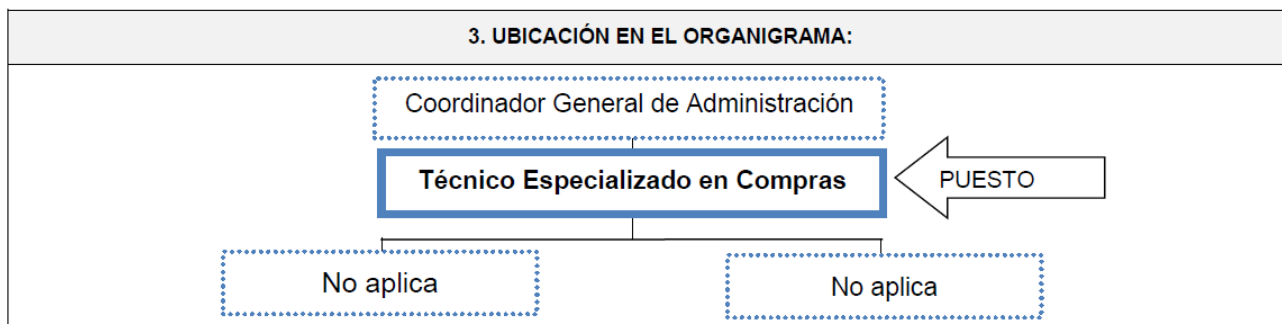 3. UBICACIÓN EN EL ORGANIGRAMA:
Coordinador General de Administración
Técnico Especializado en Compras
PUESTO
No aplica
No aplica